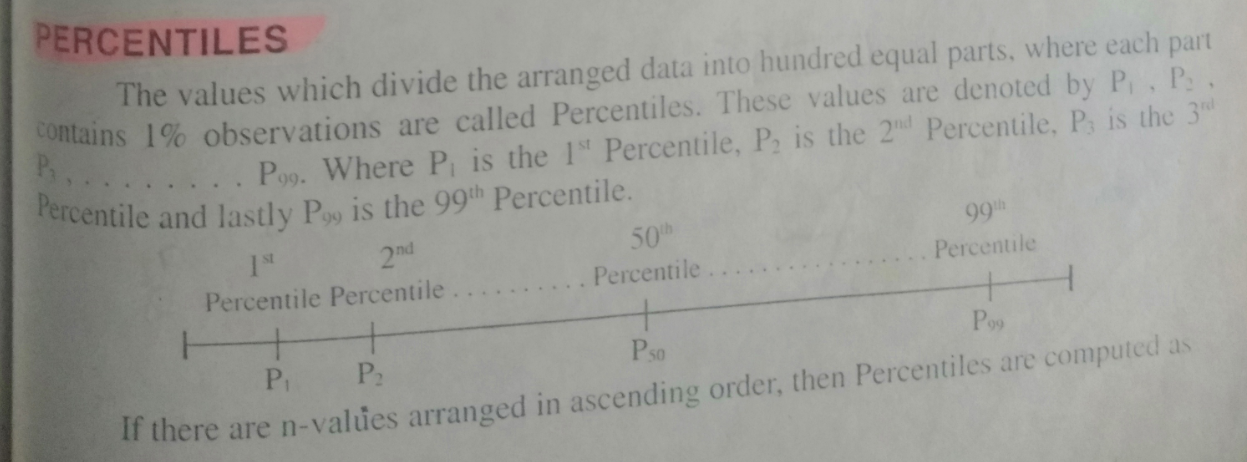 PERCENTILES
The values which divide the arranged data into hundred equal parts, where each part
contains 1% observations are called Percentiles. These values are denoted by P₁ , P₂ ,
P₃ , . . . . . . . . . P₉₉. Where P₁ is the 1ˢᵗ Percentile, P₂ is the 2ⁿᵈ Percentile, P₃ is the 3ʳᵈ
Percentile and lastly P₉₉ is the 99ᵗʰ Percentile.
1ˢᵗ 2ⁿᵈ 50ᵗʰ 99ᵗʰ
Percentile Percentile . . . . . . . . . . Percentile . . . . . . . . . . . . . . . . Percentile
P₁ P₂ P₅₀ P₉₉
If there are n-values arranged in ascending order, then Percentiles are computed as